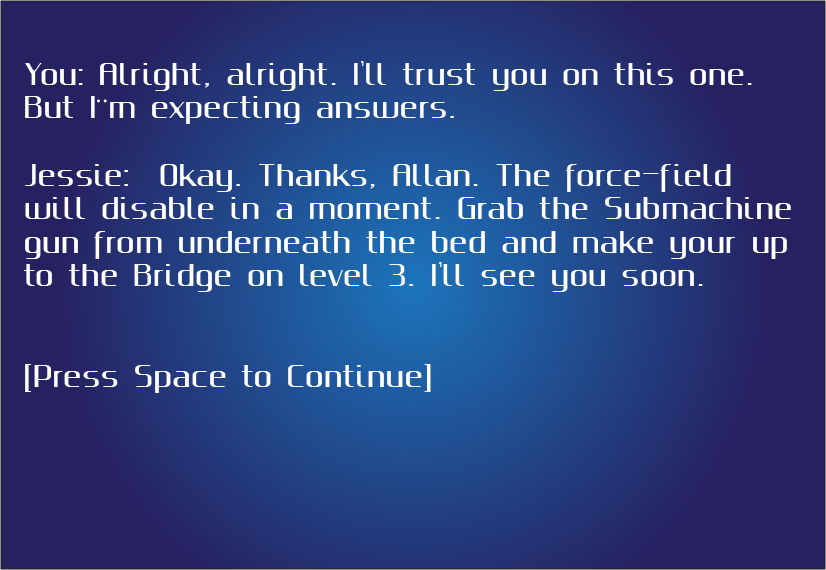 You: Alright, alright. I'll trust you on this one.
But I¨m expecting answers.
Jessie:  Okay. Thanks, Allan. The force-field
will disable in a moment. Grab the Submachine
gun from underneath the bed and make your up
to the Bridge on level 3. I'll see you soon.
[Press Space to Continue]